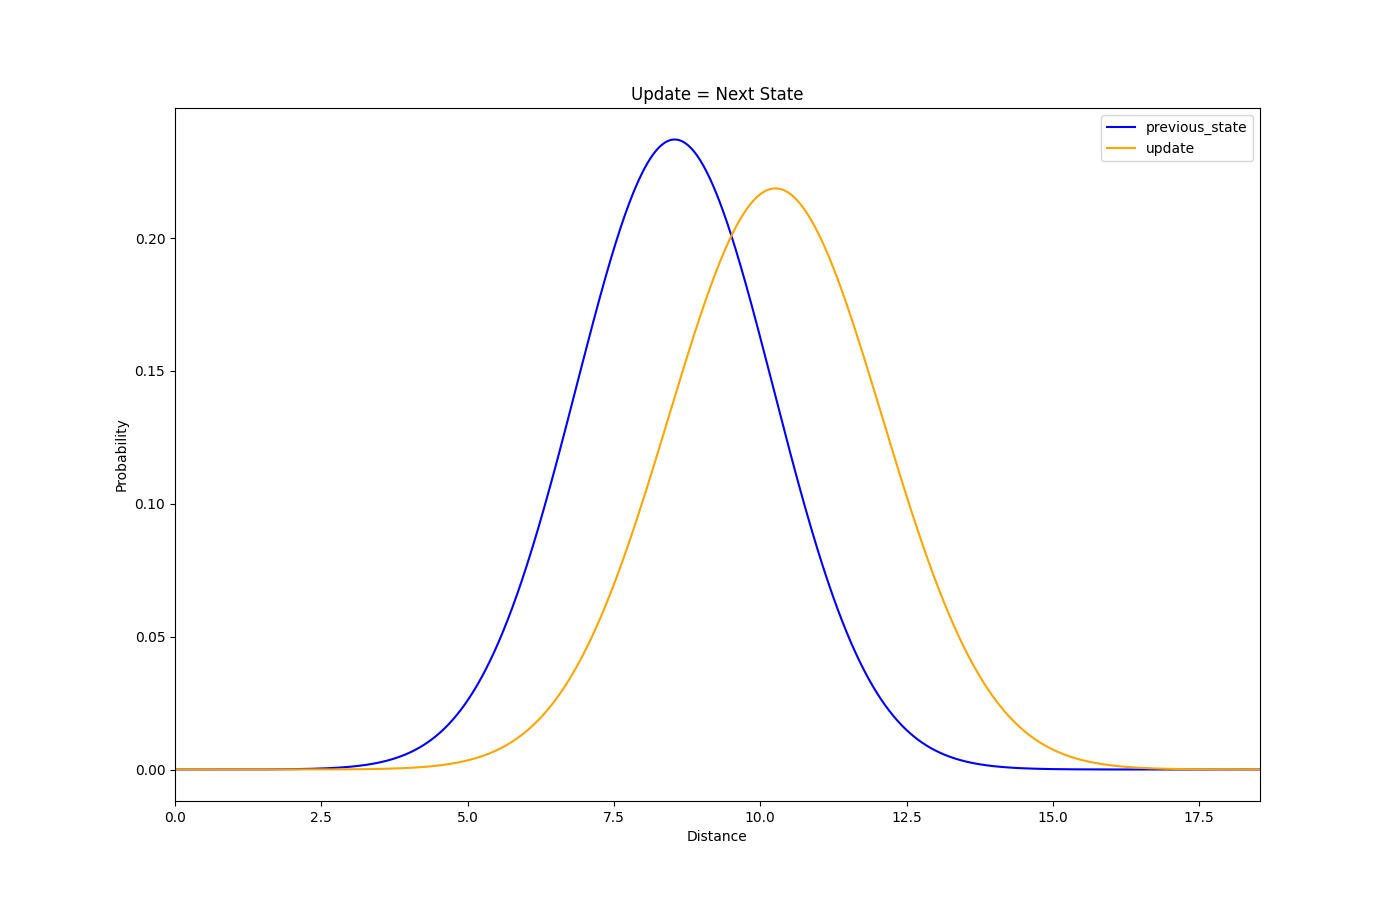 Update = Next State
previous_state
update
Probability
0.20
0.15
0.10
0.05
0.00
0.0 2.5 5.0 7.5 10.0 12.5 15.0 17.5
Distance